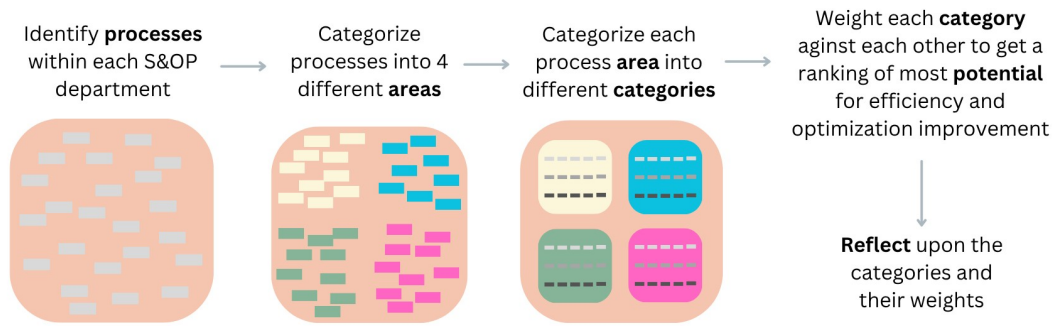 Identify processes
within each S&OP
department
Categorize
processes into 4
different areas
Categorize each
process area into
different categories
Weight each category
aginst each other to get a
ranking of most potential
for efficiency and
optimization improvement
Reflect upon the
categories and
their weights